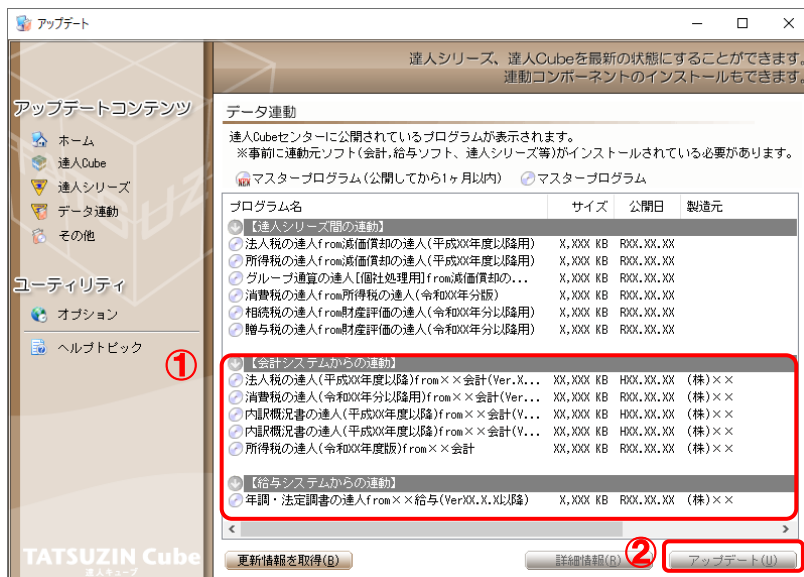 アップデート
達人シリーズ、達人Cubeを最新の状態にすることができます。
連動コンポーネントのインストールもできます。
アップデートコンテンツ
ホーム
達人Cube
達人シリーズ
データ連動
その他
ユーティリティ
オプション
ヘルプトピック
①
TATSUZIN Cube
達人キューブ
データ連動
達人Cubeセンターに公開されているプログラムが表示されます。
※事前に連動元ソフト(会計,給与ソフト、達人シリーズ等)がインストールされている必要があります。
NEW マスタープログラム(公開してから1ヶ月以内) マスタープログラム
プログラム名 サイズ 公開日 製造元
【達人シリーズ間の連動】
法人税の達人from減価償却の達人(平成XX年度以降用) X,XXX KB RXX.XX.XX
所得税の達人from減価償却の達人(平成XX年度以降用) X,XXX KB RXX.XX.XX
グループ通算の達人[個社処理用]from減価償却の... X,XXX KB RXX.XX.XX
消費税の達人from所得税の達人(令和XX年分版) X,XXX KB RXX.XX.XX
相続税の達人from財産評価の達人(令和XX年分以降用) X,XXX KB RXX.XX.XX
贈与税の達人from財産評価の達人(令和XX年分以降用) X,XXX KB RXX.XX.XX
【会計システムからの連動】
法人税の達人(平成XX年度以降)from××会計(Ver.X... XX,XXX KB HXX.XX.XX (株)××
消費税の達人(令和XX年分以降用)from××会計(Ver... XX,XXX KB RXX.XX.XX (株)××
内訳概況書の達人(平成XX年度以降)from××会計(V... XX,XXX KB HXX.XX.XX (株)××
内訳概況書の達人(平成XX年度以降)from××会計(V... XX,XXX KB RXX.XX.XX (株)××
所得税の達人(令和XX年度版)from××会計 XX,XXX KB RXX.XX.XX (株)××
【給与システムからの連動】
年調・法定調書の達人from××給与(VerXX.X.X以降) X,XXX KB RXX.XX.XX (株)××
更新情報を取得(B) 詳細情報(R) ② アップデート(U)